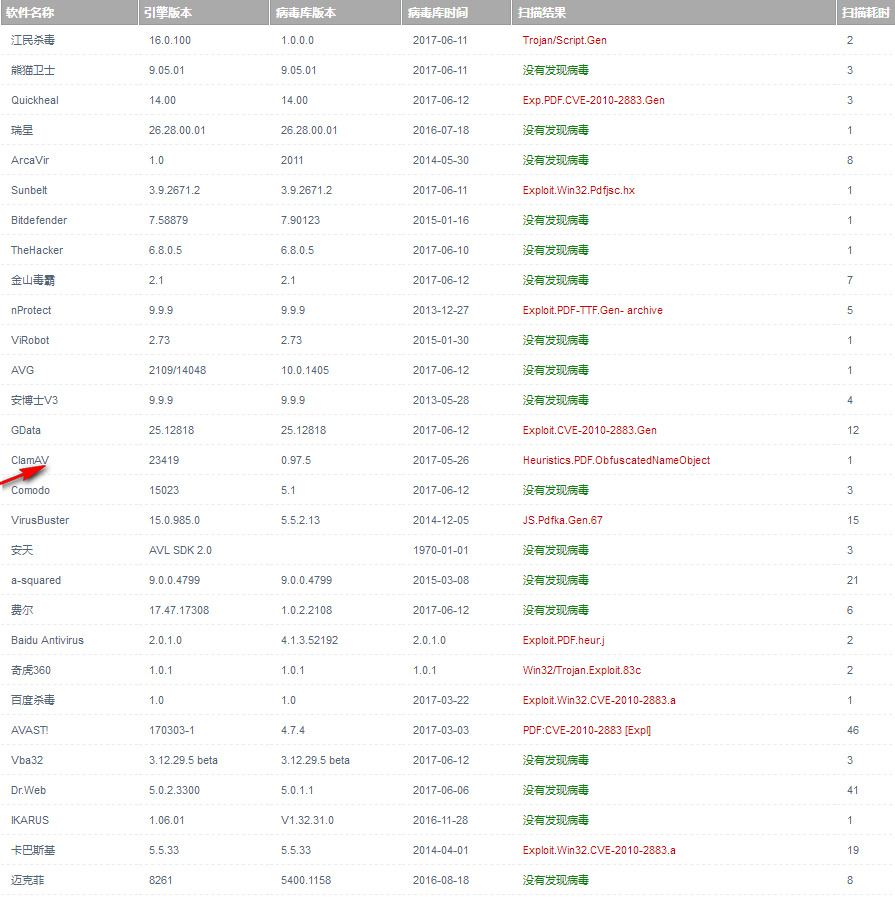 软件名称 引擎版本 病毒库版本 病毒库时间 扫描结果 扫描耗时
江民杀毒 16.0.100 1.0.0.0 2017-06-11 Trojan/Script.Gen 2
熊猫卫士 9.05.01 9.05.01 2017-06-11 没有发现病毒 3
Quickheal 14.00 14.00 2017-06-12 Exp.PDF.CVE-2010-2883.Gen 3
瑞星 26.28.00.01 26.28.00.01 2016-07-18 没有发现病毒 1
ArcaVir 1.0 2011 2014-05-30 没有发现病毒 8
Sunbelt 3.9.2671.2 3.9.2671.2 2017-06-11 Exploit.Win32.Pdfjsc.hx 1
Bitdefender 7.58879 7.90123 2015-01-16 没有发现病毒 1
TheHacker 6.8.0.5 6.8.0.5 2017-06-10 没有发现病毒 1
金山毒霸 2.1 2.1 2017-06-12 没有发现病毒 7
nProtect 9.9.9 9.9.9 2013-12-27 Exploit.PDF-TTF.Gen- archive 5
ViRobot 2.73 2.73 2015-01-30 没有发现病毒 1
AVG 2109/14048 10.0.1405 2017-06-12 没有发现病毒 1
安博士V3 9.9.9 9.9.9 2013-05-28 没有发现病毒 4
GData 25.12818 25.12818 2017-06-12 Exploit.CVE-2010-2883.Gen 12
ClamAV 23419 0.97.5 2017-05-26 Heuristics.PDF.ObfuscatedNameObject 1
Comodo 15023 5.1 2017-06-12 没有发现病毒 3
VirusBuster 15.0.985.0 5.5.2.13 2014-12-05 JS.Pdfka.Gen.67 15
安天 AVL SDK 2.0 1970-01-01 没有发现病毒 3
a-squared 9.0.0.4799 9.0.0.4799 2015-03-08 没有发现病毒 21
费尔 17.47.17308 1.0.2.2108 2017-06-12 没有发现病毒 6
Baidu Antivirus 2.0.1.0 4.1.3.52192 2.0.1.0 Exploit.PDF.heur.j 2
奇虎360 1.0.1 1.0.1 1.0.1 Win32/Trojan.Exploit.83c 2
百度杀毒 1.0 1.0 2017-03-22 Exploit.Win32.CVE-2010-2883.a 1
AVAST! 170303-1 4.7.4 2017-03-03 PDF:CVE-2010-2883 [Expl] 46
Vba32 3.12.29.5 beta 3.12.29.5 beta 2017-06-12 没有发现病毒 3
Dr.Web 5.0.2.3300 5.0.1.1 2017-06-06 没有发现病毒 41
IKARUS 1.06.01 V1.32.31.0 2016-11-28 没有发现病毒 1
卡巴斯基 5.5.33 5.5.33 2014-04-01 Exploit.Win32.CVE-2010-2883.a 19
迈克菲 8261 5400.1158 2016-08-18 没有发现病毒 8